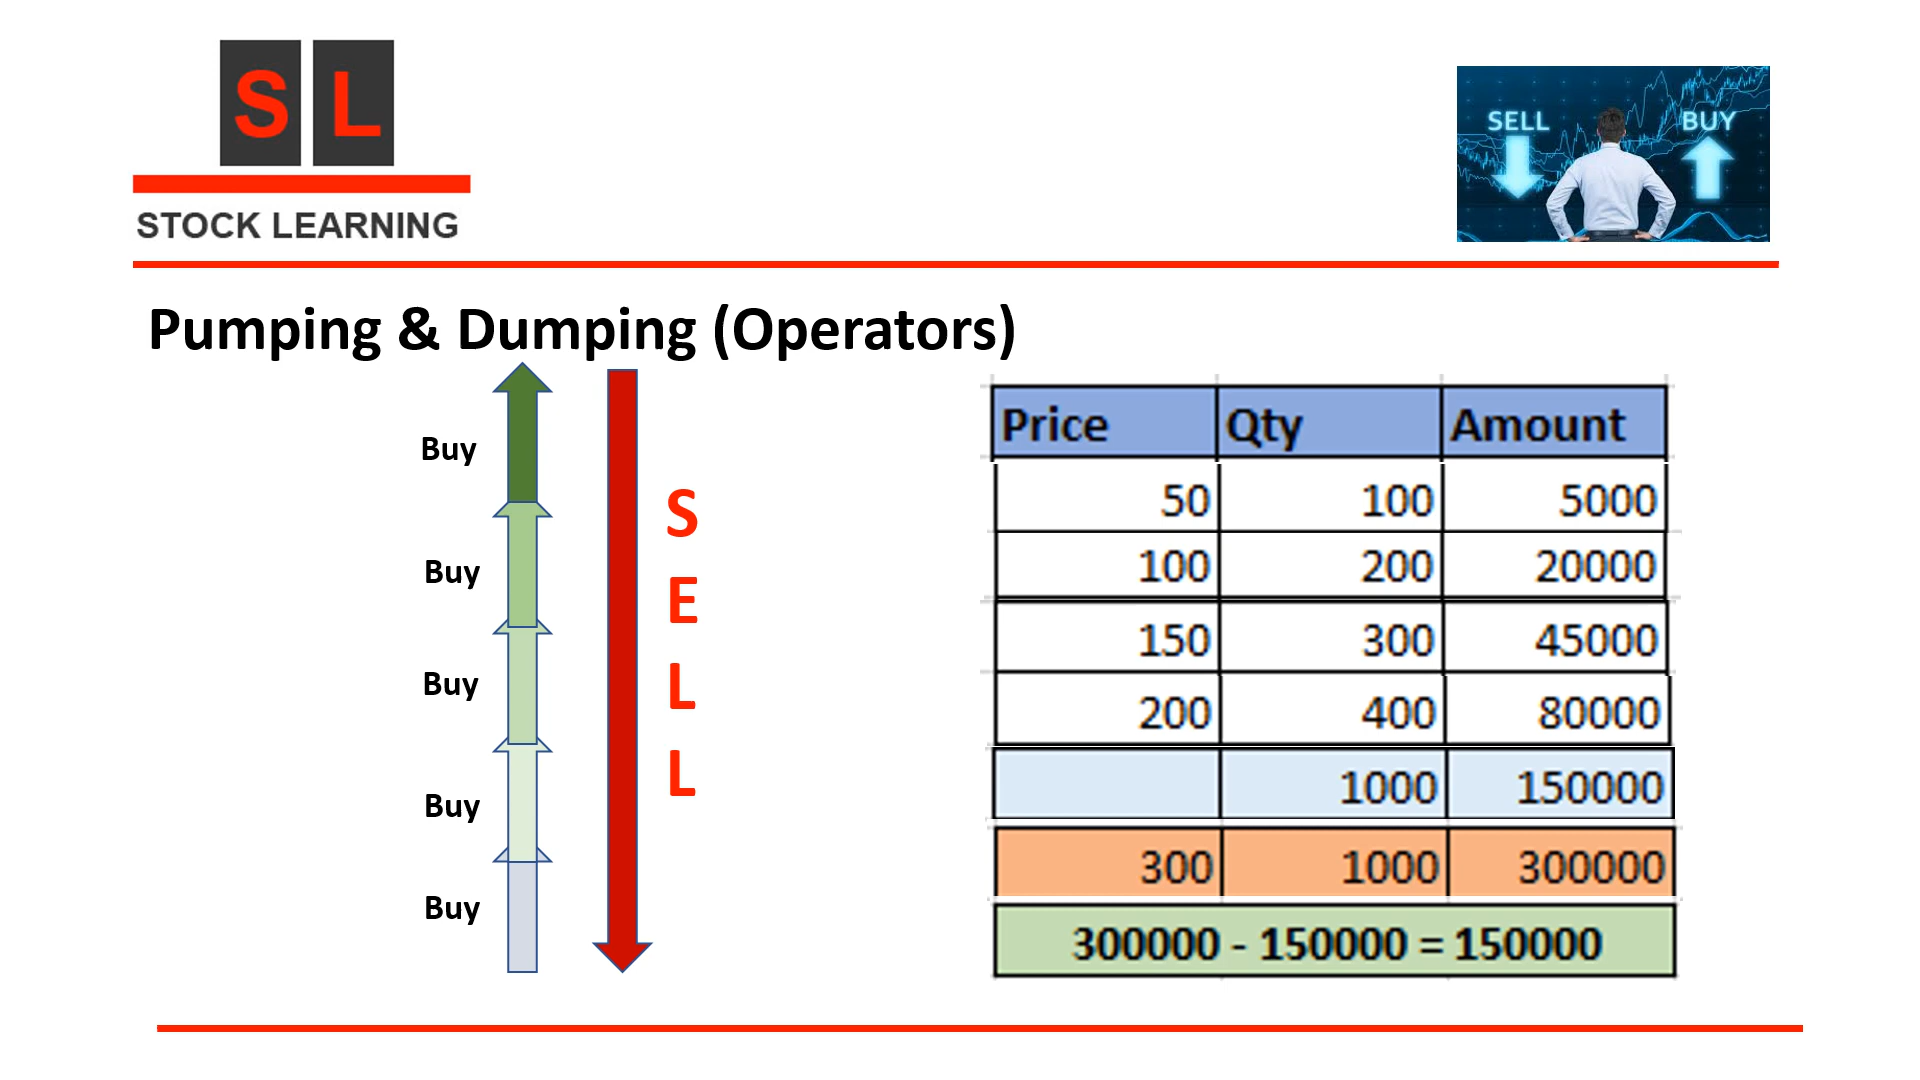 S L
STOCK LEARNING
SELL BUY
Pumping & Dumping (Operators)
Buy
Buy
Buy
Buy
Buy
S
E
L
L
Price Qty Amount
50 100 5000
100 200 20000
150 300 45000
200 400 80000
1000 150000
300 1000 300000
300000 - 150000 = 150000